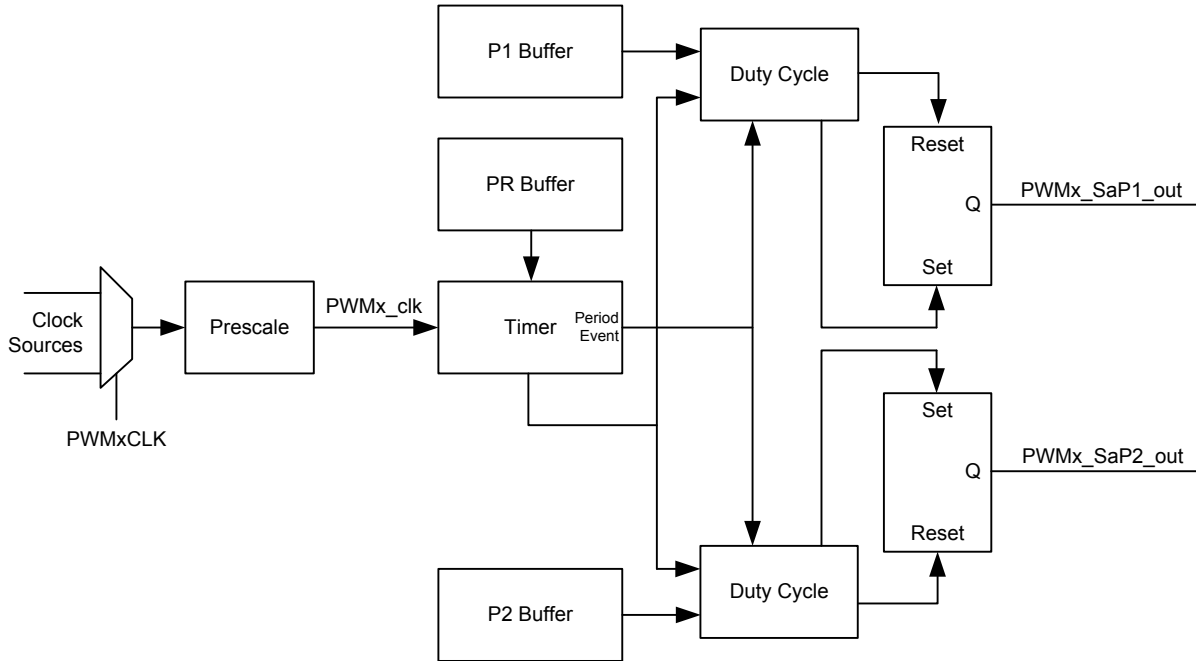 P1 Buffer
Duty Cycle
Reset
PR Buffer
Q
PWMx_SaP1_out
Set
PWMx_clk
Clock
Sources
Prescale
Timer
Period
Event
PWMxCLK
Set
Q
PWMx_SaP2_out
Reset
P2 Buffer
Duty Cycle